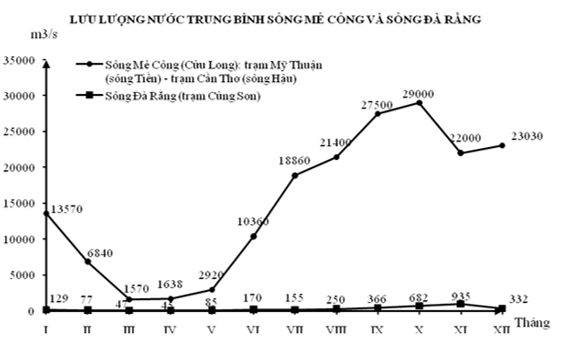 LƯU LƯỢNG NƯỚC TRUNG BÌNH SÔNG MÊ CÔNG VÀ SÔNG ĐÀ RẰNG
m3/s
Sông Mê Công (Cửu Long): trạm Mỹ Thuận
(sông Tiền) - trạm Cần Thơ (sông Hậu)
Sông Đà Rằng (trạm Củng Sơn)
35000
30000
25000
20000
15000
10000
5000
0
13570
6840
1570
1638
2920
10360
18860
21400
27500
29000
22000
23030
129 77 47 45 85 170 155 250 366 682 935 332
I II III IV V VI VII VIII IX X XI XII Tháng